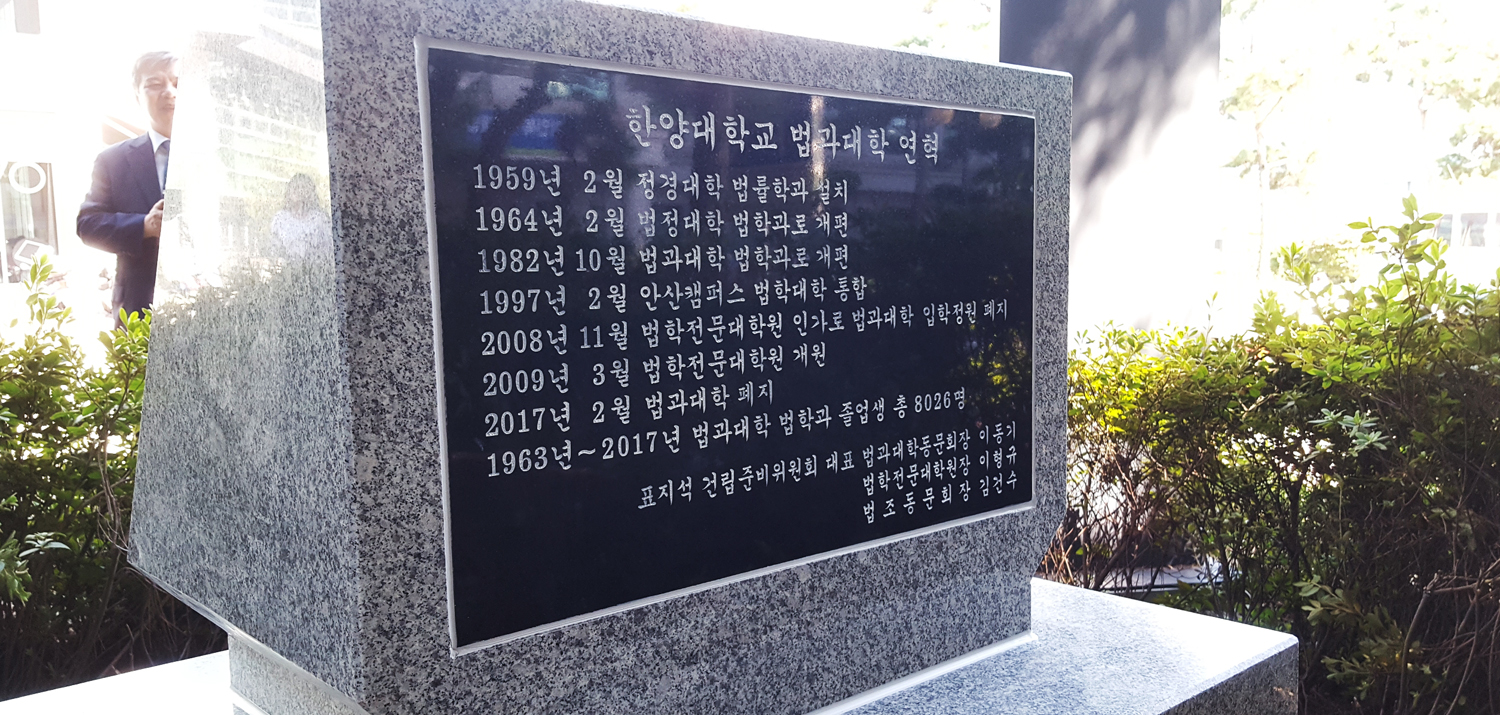 한양대학교 법과대학 연혁
1959년 2월 정경대학 법률학과 설치
1964년 2월 법정대학 법학과로 개편
1982년 10월 법과대학 법학과로 개편
1997년 2월 안산캠퍼스 법학대학 통합
2008년 11월 법학전문대학원 인가로 법과대학 입학정원 폐지
2009년 3월 법학전문대학원 개원
2017년 2월 법과대학 폐지
1963년~2017년 법과대학 법학과 졸업생 총 8026명
표지석 건립준비위원회 대표 법과대학동문회장 이동기
법학전문대학원장 이형규
법조동문회장 김건수